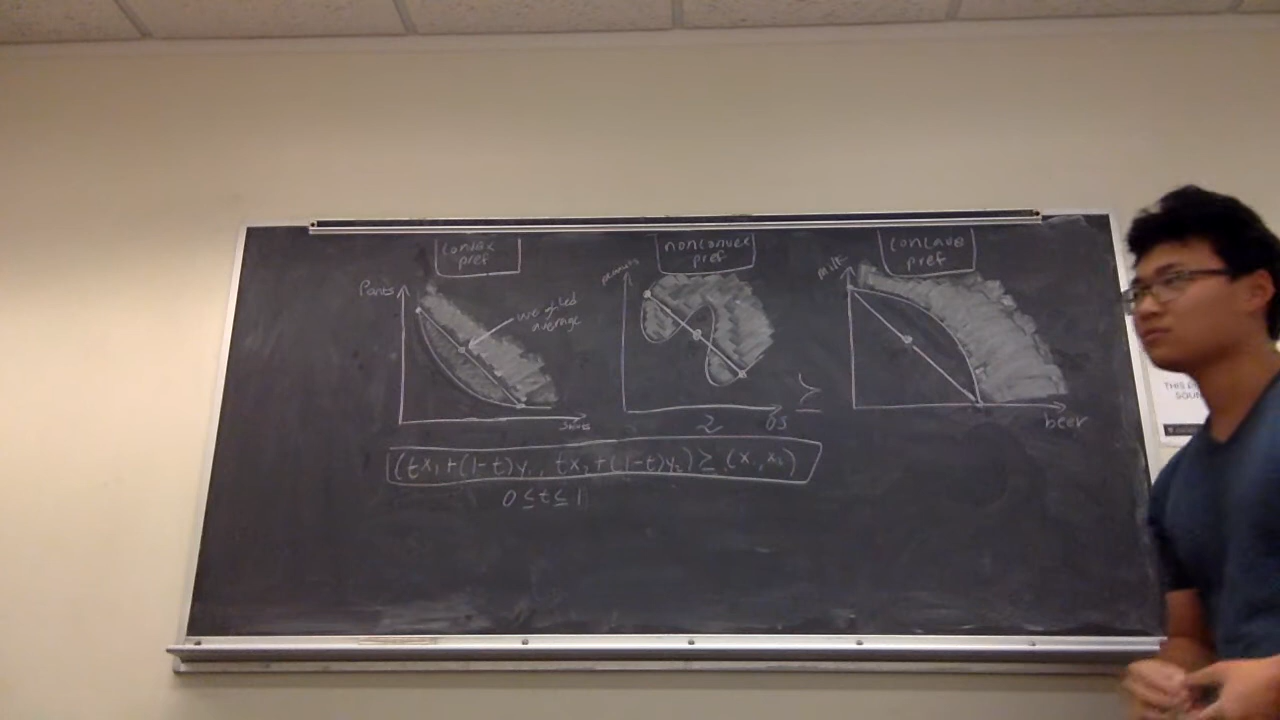 convex
pref
Pants
weighted
average
nonconvex
pref
concave
pref
milk
beer
≥
(tx₁+(1-t)y₁, tx₂+(1-t)y₂) ≥ (x₁,x₂)
0≤t≤1